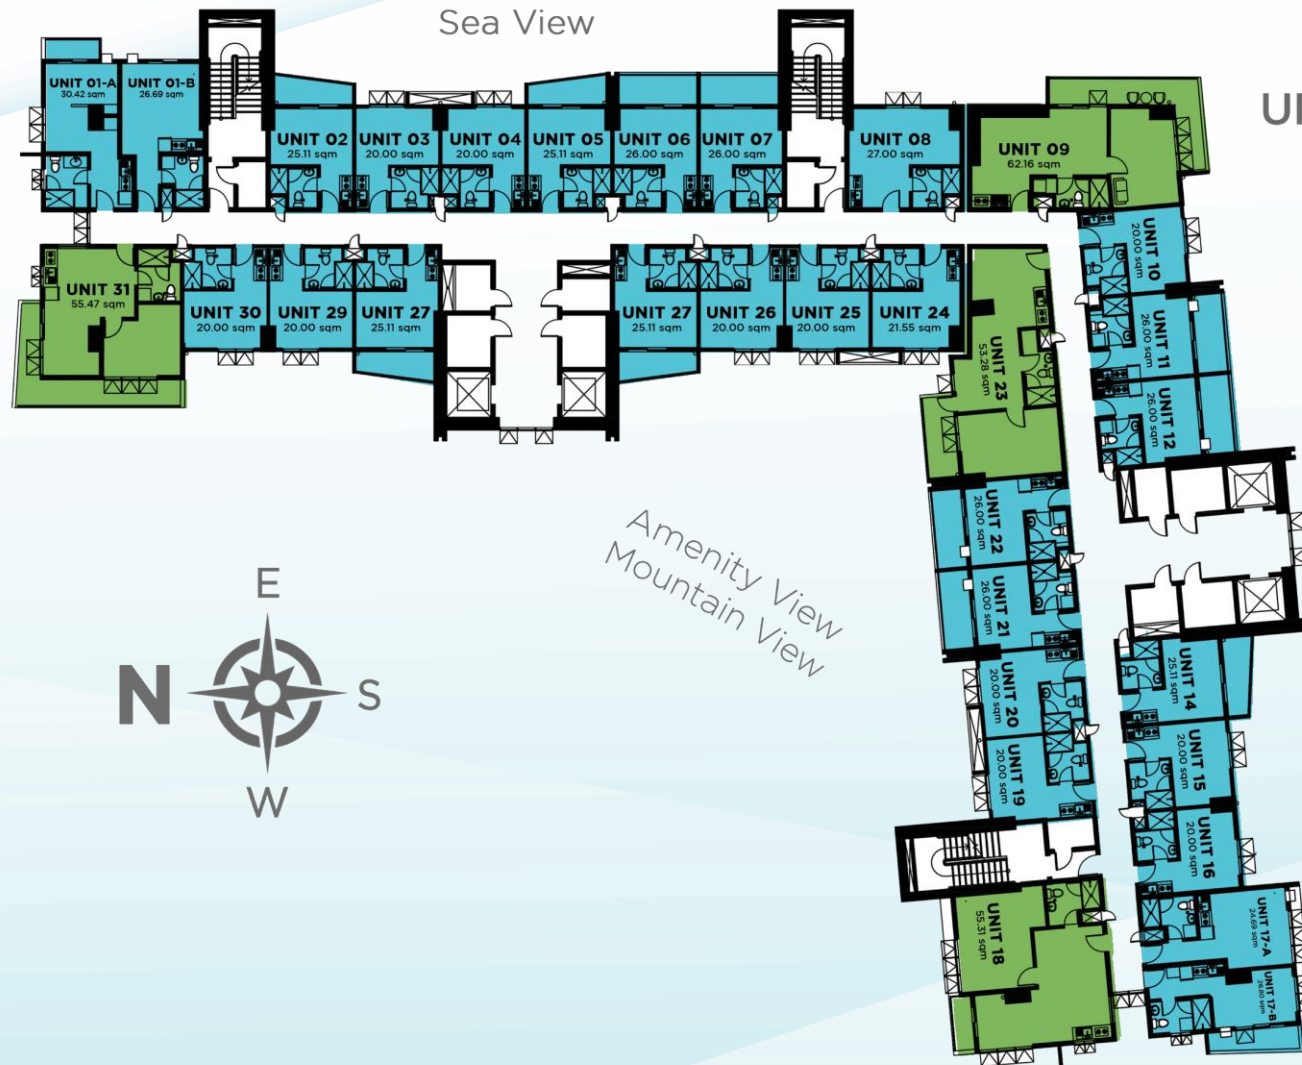 Sea View
UNIT 01-A
30.42 sqm
UNIT 01-B
26.69 sqm
UNIT 02
25.11 sqm
UNIT 03
20.00 sqm
UNIT 04
20.00 sqm
UNIT 05
25.11 sqm
UNIT 06
26.00 sqm
UNIT 07
26.00 sqm
UNIT 08
27.00 sqm
UNIT 09
62.16 sqm
UNIT 10
20.00 sqm
UNIT 11
26.00 sqm
UNIT 12
26.00 sqm
UNIT 31
55.47 sqm
UNIT 30
20.00 sqm
UNIT 29
20.00 sqm
UNIT 27
25.11 sqm
UNIT 27
25.11 sqm
UNIT 26
20.00 sqm
UNIT 25
20.00 sqm
UNIT 24
21.55 sqm
UNIT 23
53.28 sqm
UNIT 22
26.00 sqm
UNIT 21
26.00 sqm
UNIT 20
20.00 sqm
UNIT 19
20.00 sqm
Amenity View
Mountain View
E
N
S
W
UNIT 14
25.11 sqm
UNIT 15
20.00 sqm
UNIT 16
20.00 sqm
UNIT 17-A
24.69 sqm
UNIT 17-B
26.80 sqm
UNIT 18
55.31 sqm